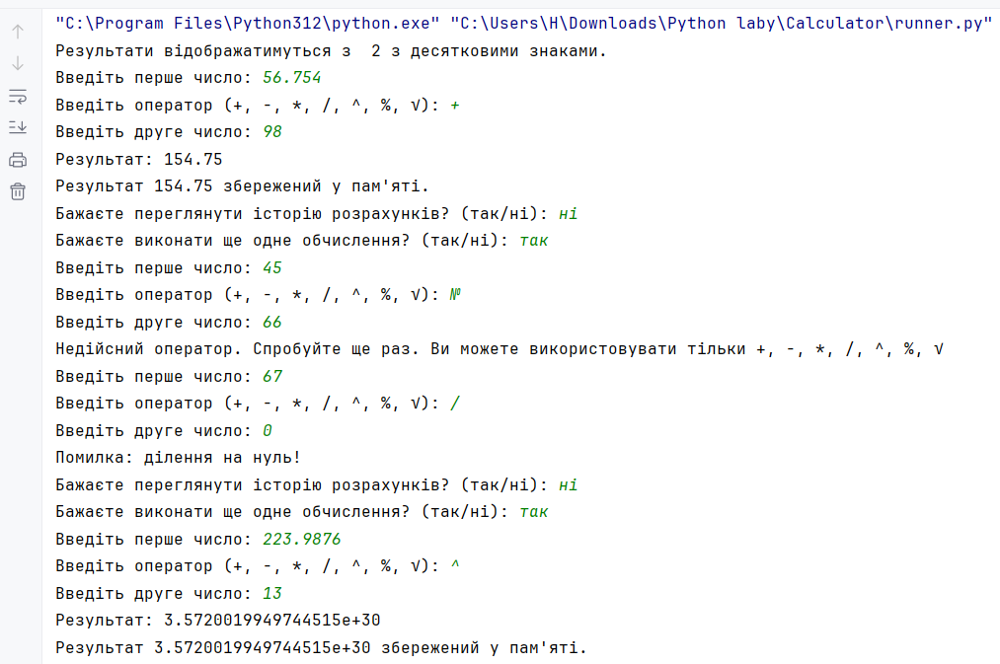 "C:\Program Files\Python312\python.exe" "C:\Users\H\Downloads\Python laby\Calculator\runner.py"
Результати відображатимуться з  2 з десятковими знаками.
Введіть перше число: 56.754
Введіть оператор (+, -, *, /, ^, %, √): +
Введіть друге число: 98
Результат: 154.75
Результат 154.75 збережений у пам'яті.
Бажаєте переглянути історію розрахунків? (так/ні): ні
Бажаєте виконати ще одне обчислення? (так/ні): так
Введіть перше число: 45
Введіть оператор (+, -, *, /, ^, %, √): №
Введіть друге число: 66
Недійсний оператор. Спробуйте ще раз. Ви можете використовувати тільки +, -, *, /, ^, %, √
Введіть перше число: 67
Введіть оператор (+, -, *, /, ^, %, √): /
Введіть друге число: 0
Помилка: ділення на нуль!
Бажаєте переглянути історію розрахунків? (так/ні): ні
Бажаєте виконати ще одне обчислення? (так/ні): так
Введіть перше число: 223.9876
Введіть оператор (+, -, *, /, ^, %, √): ^
Введіть друге число: 13
Результат: 3.5720019949744515e+30
Результат 3.5720019949744515e+30 збережений у пам'яті.